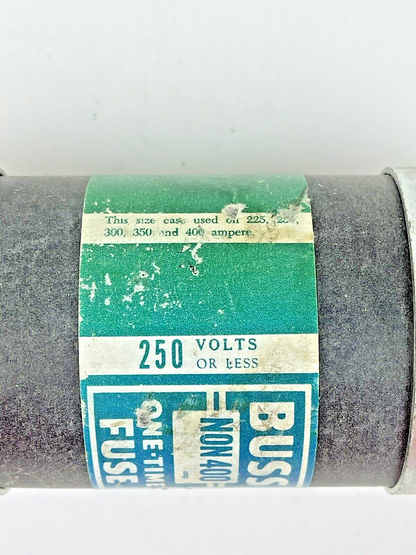 This size case used on 225, 250,
300, 350 and 400 ampere.
250 VOLTS
OR LESS
BUSS
NON 400
ONE-TIME
FUSE